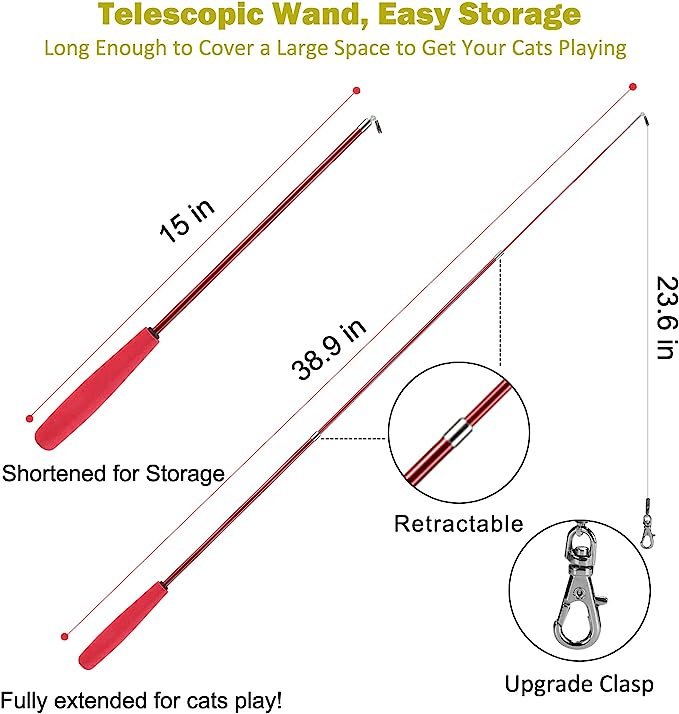 Telescopic Wand, Easy Storage
Long Enough to Cover a Large Space to Get Your Cats Playing
15 in
38.9 in
23.6 in
Shortened for Storage
Retractable
Upgrade Clasp
Fully extended for cats play!